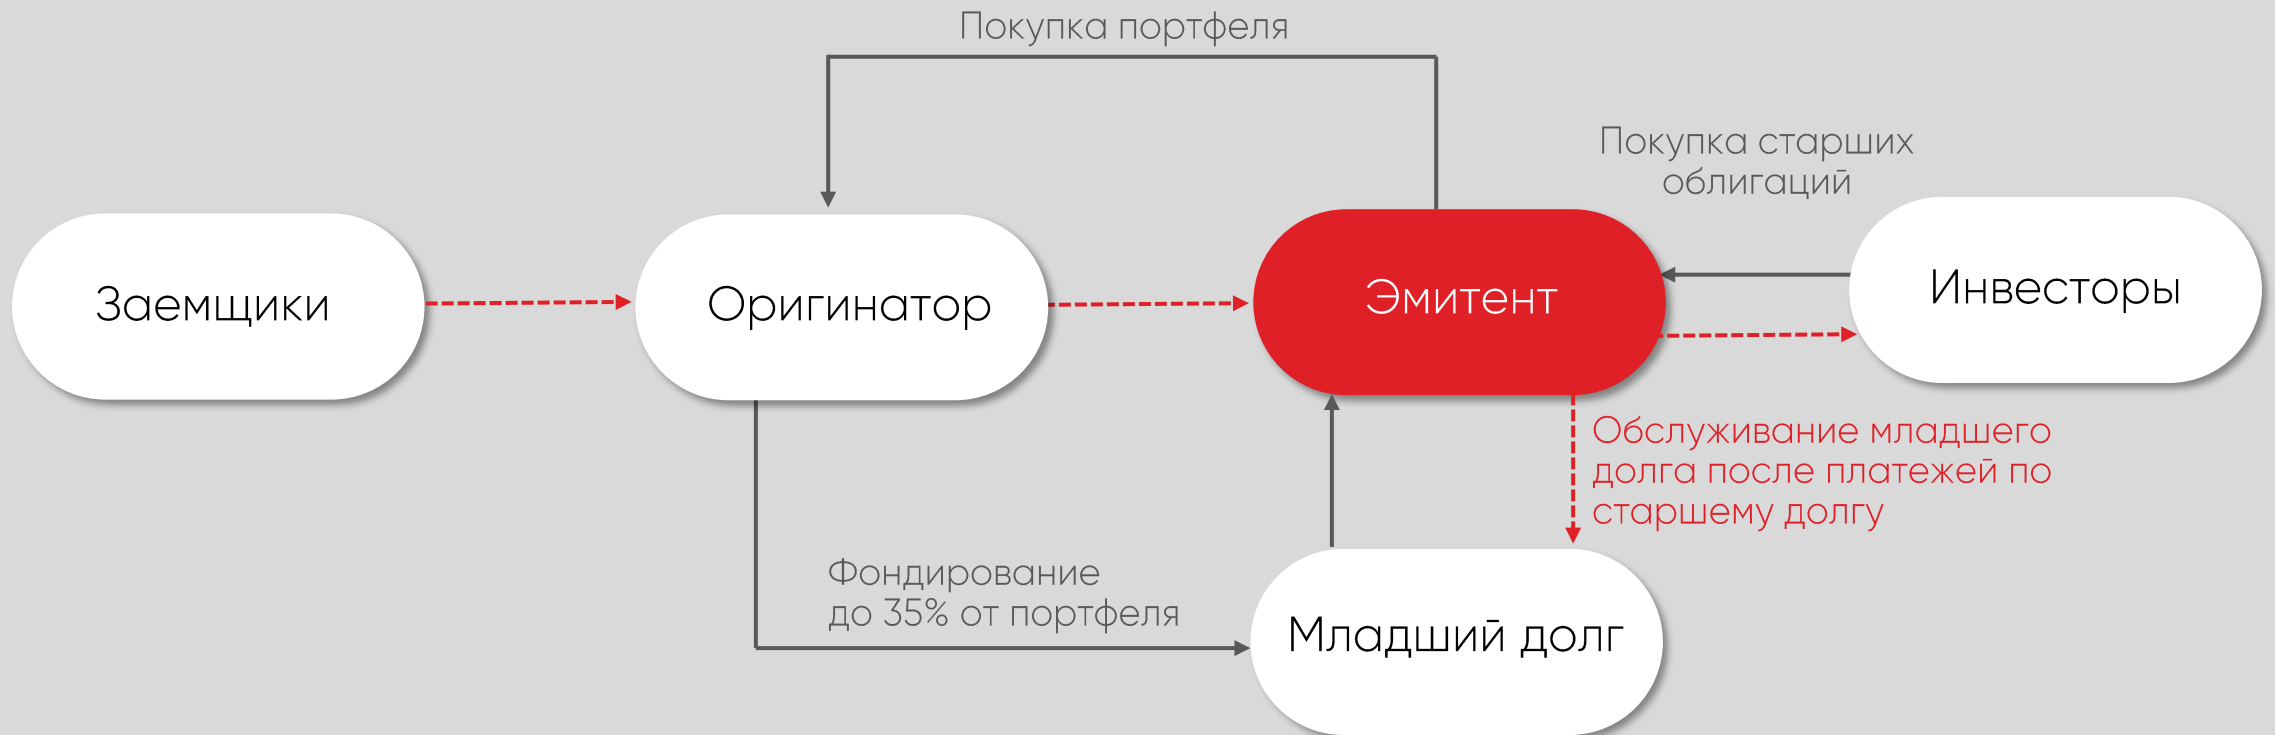 Покупка портфеля
Покупка старших
облигаций
Заемщики
Оригинатор
Эмитент
Инвесторы
Обслуживание младшего
долга после платежей по
старшему долгу
Фондирование
до 35% от портфеля
Младший долг